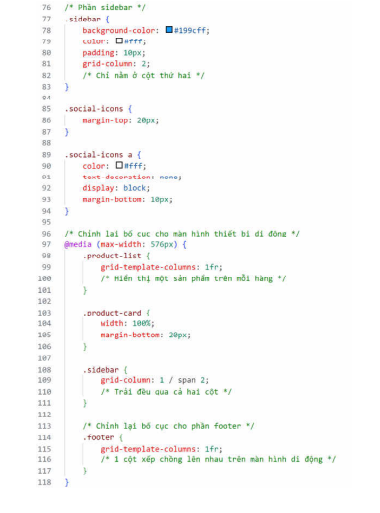 76 /* Phần sidebar */
77 .sidebar {
78 background-color: #199cff;
79 color: #fff;
80 padding: 10px;
81 grid-column: 2;
82 /* Chỉ nằm ở cột thứ hai */
83 }
84
85 .social-icons {
86 margin-top: 20px;
87 }
88
89 .social-icons a {
90 color: #fff;
91 text-decoration: none;
92 display: block;
93 margin-bottom: 10px;
94 }
95
96 /* Chỉnh lại bố cục cho màn hình thiết bị di động */
97 @media (max-width: 576px) {
98 .product-list {
99 grid-template-columns: 1fr;
100 /* Hiển thị một sản phẩm trên mỗi hàng */
101 }
102
103 .product-card {
104 width: 100%;
105 margin-bottom: 20px;
106 }
107
108 .sidebar {
109 grid-column: 1 / span 2;
110 /* Trải đều qua cả hai cột */
111 }
112
113 /* Chỉnh lại bố cục cho phần footer */
114 .footer {
115 grid-template-columns: 1fr;
116 /* 1 cột xếp chồng lên nhau trên màn hình di động */
117 }
118 }